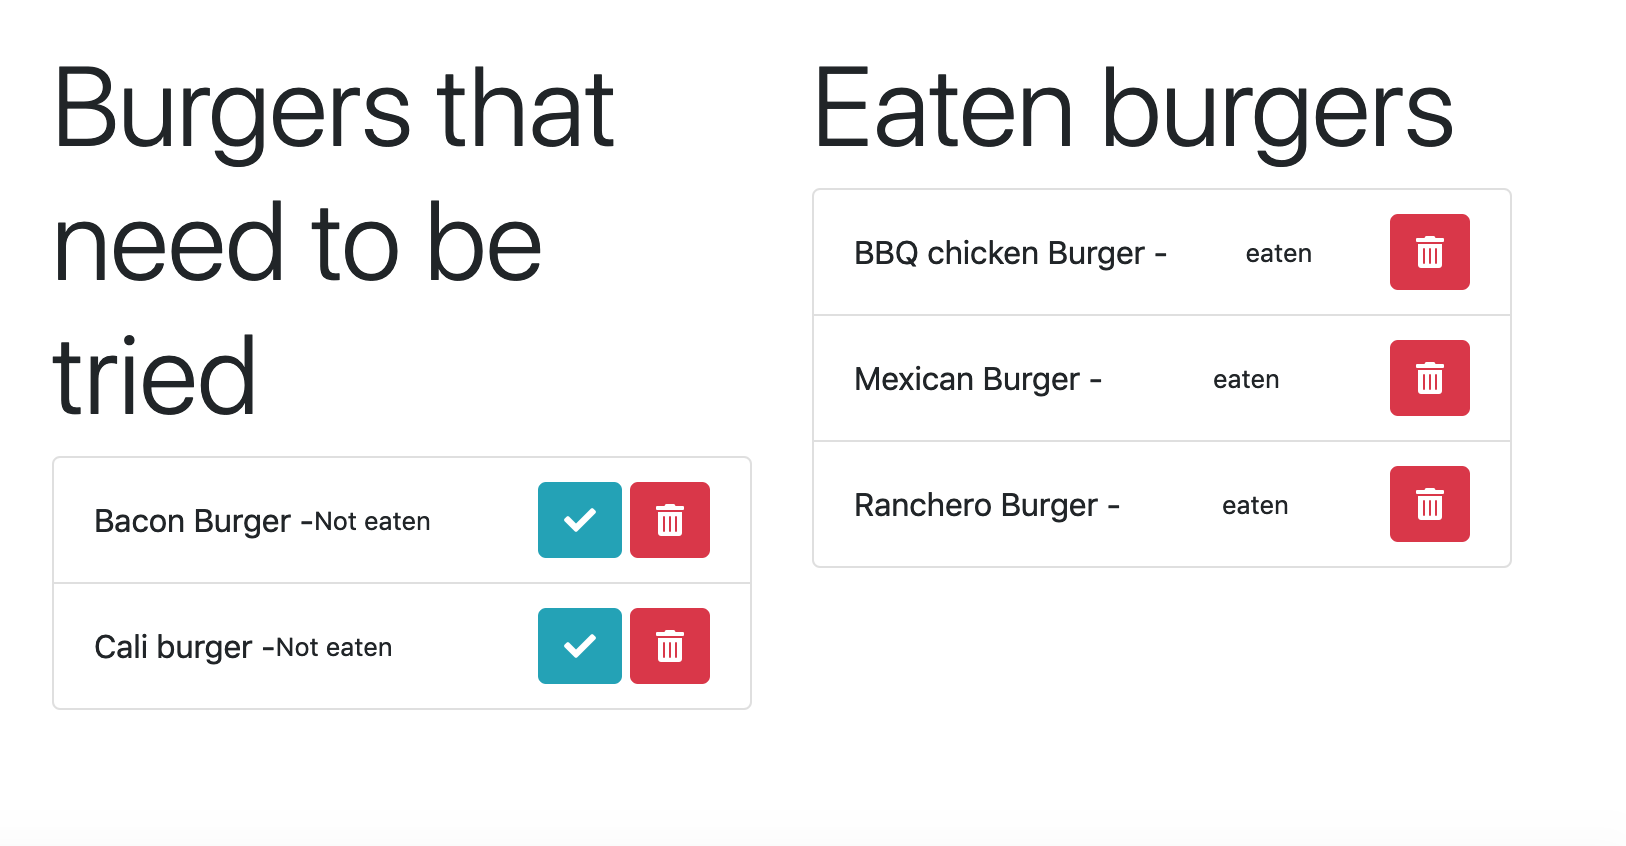 Burgers that
need to be
tried
Bacon Burger -Not eaten
Cali burger -Not eaten
Eaten burgers
BBQ chicken Burger - eaten
Mexican Burger - eaten
Ranchero Burger - eaten